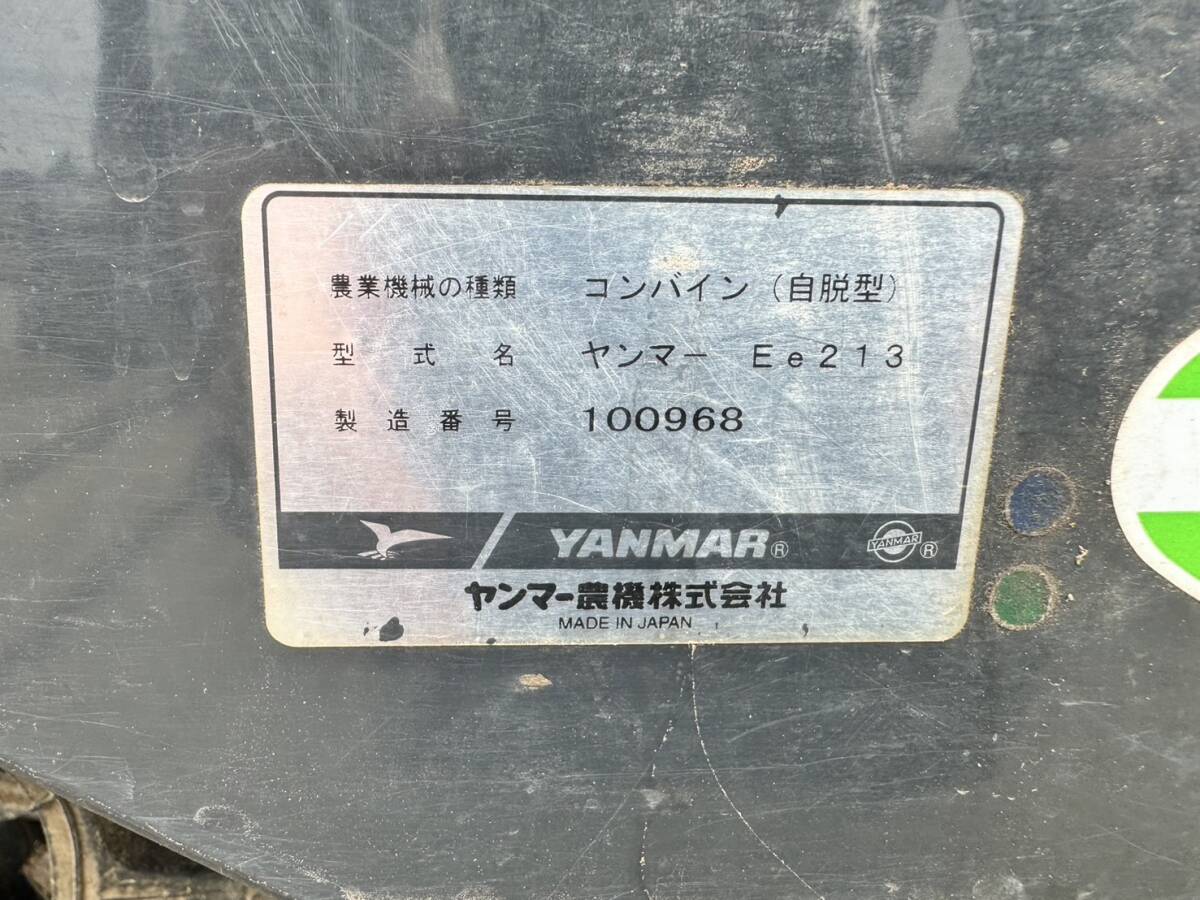 農業機械の種類 コンバイン（自脱型）
型式名 ヤンマー Ee213
製造番号 100968
YANMAR® YANMAR®
ヤンマー農機株式会社
MADE IN JAPAN